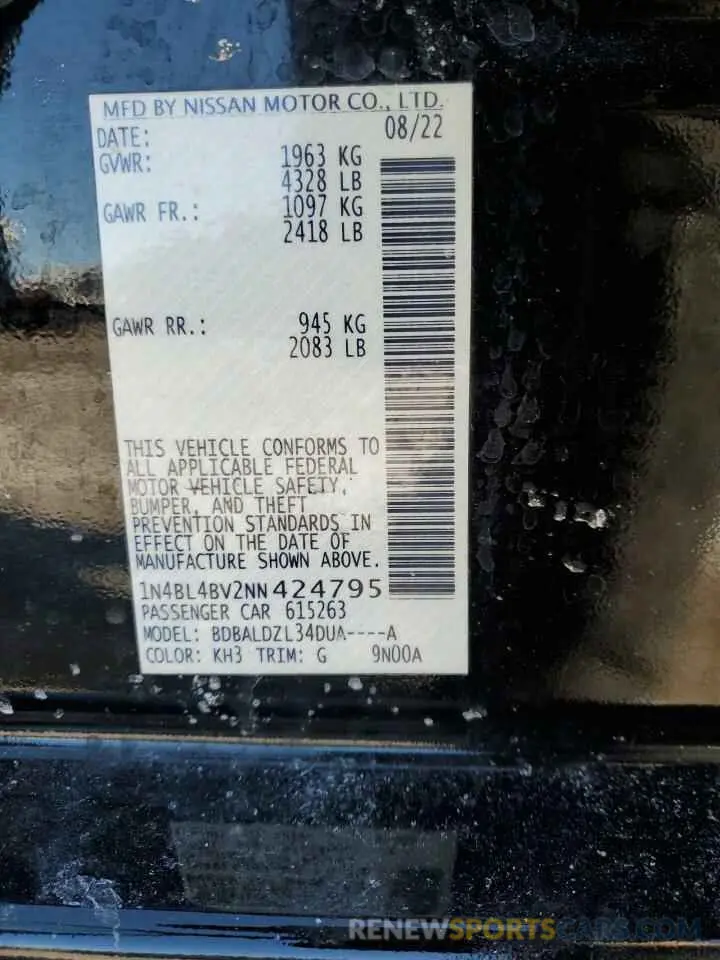 MFD BY NISSAN MOTOR CO., LTD.
DATE: 08/22
GVWR: 1963 KG
4328 LB
GAWR FR.: 1097 KG
2418 LB
GAWR RR.: 945 KG
2083 LB
THIS VEHICLE CONFORMS TO
ALL APPLICABLE FEDERAL
MOTOR VEHICLE SAFETY,
BUMPER, AND THEFT
PREVENTION STANDARDS IN
EFFECT ON THE DATE OF
MANUFACTURE SHOWN ABOVE.
1N4BL4BV2NN424795
PASSENGER CAR 615263
MODEL: BDBALDZL34DUA----A
COLOR: KH3 TRIM: G 9N00A
RENEWSPORTSCARS.COM